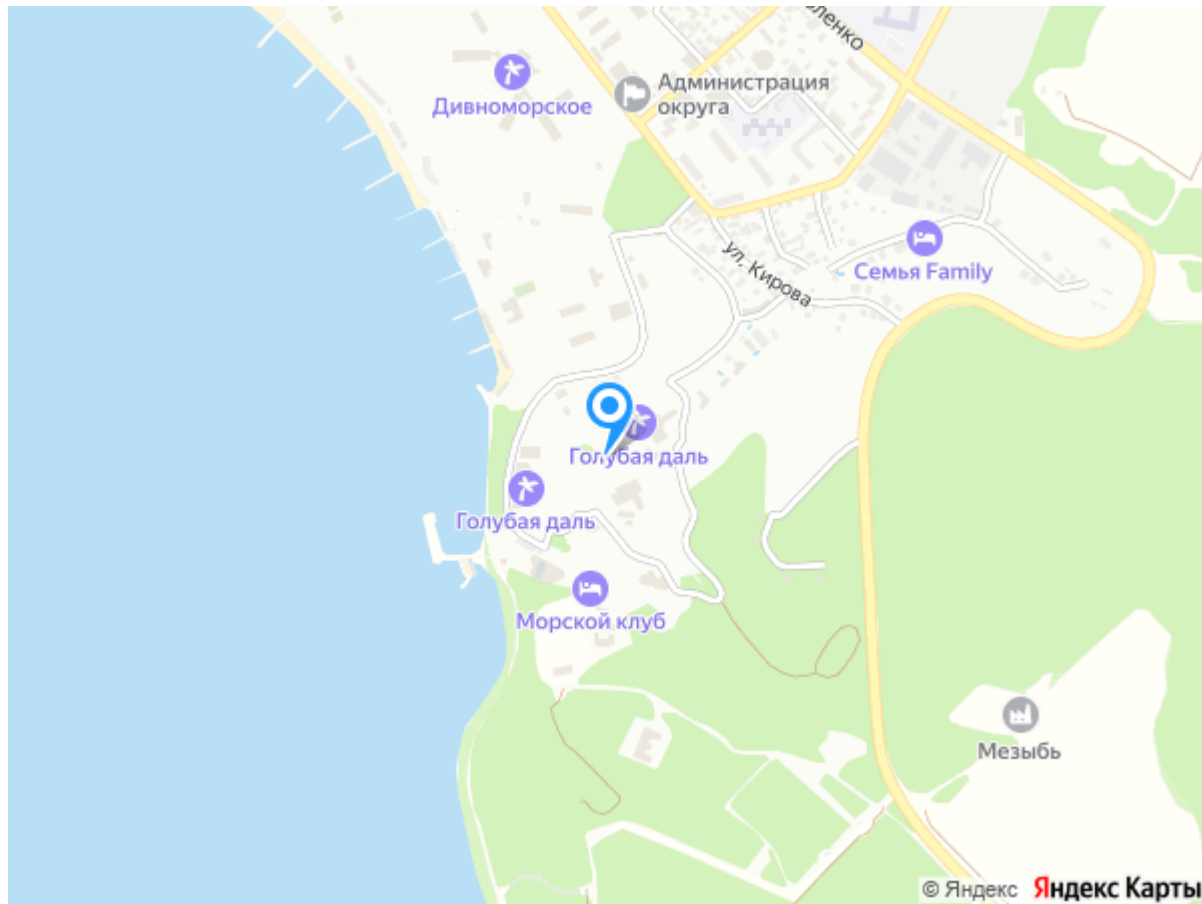 ленко
Дивноморское
Администрация
округа
ул. Кирова
Семья Family
Голубая даль
Голубая даль
Морской клуб
Мезыбь
© Яндекс Яндекс Карты